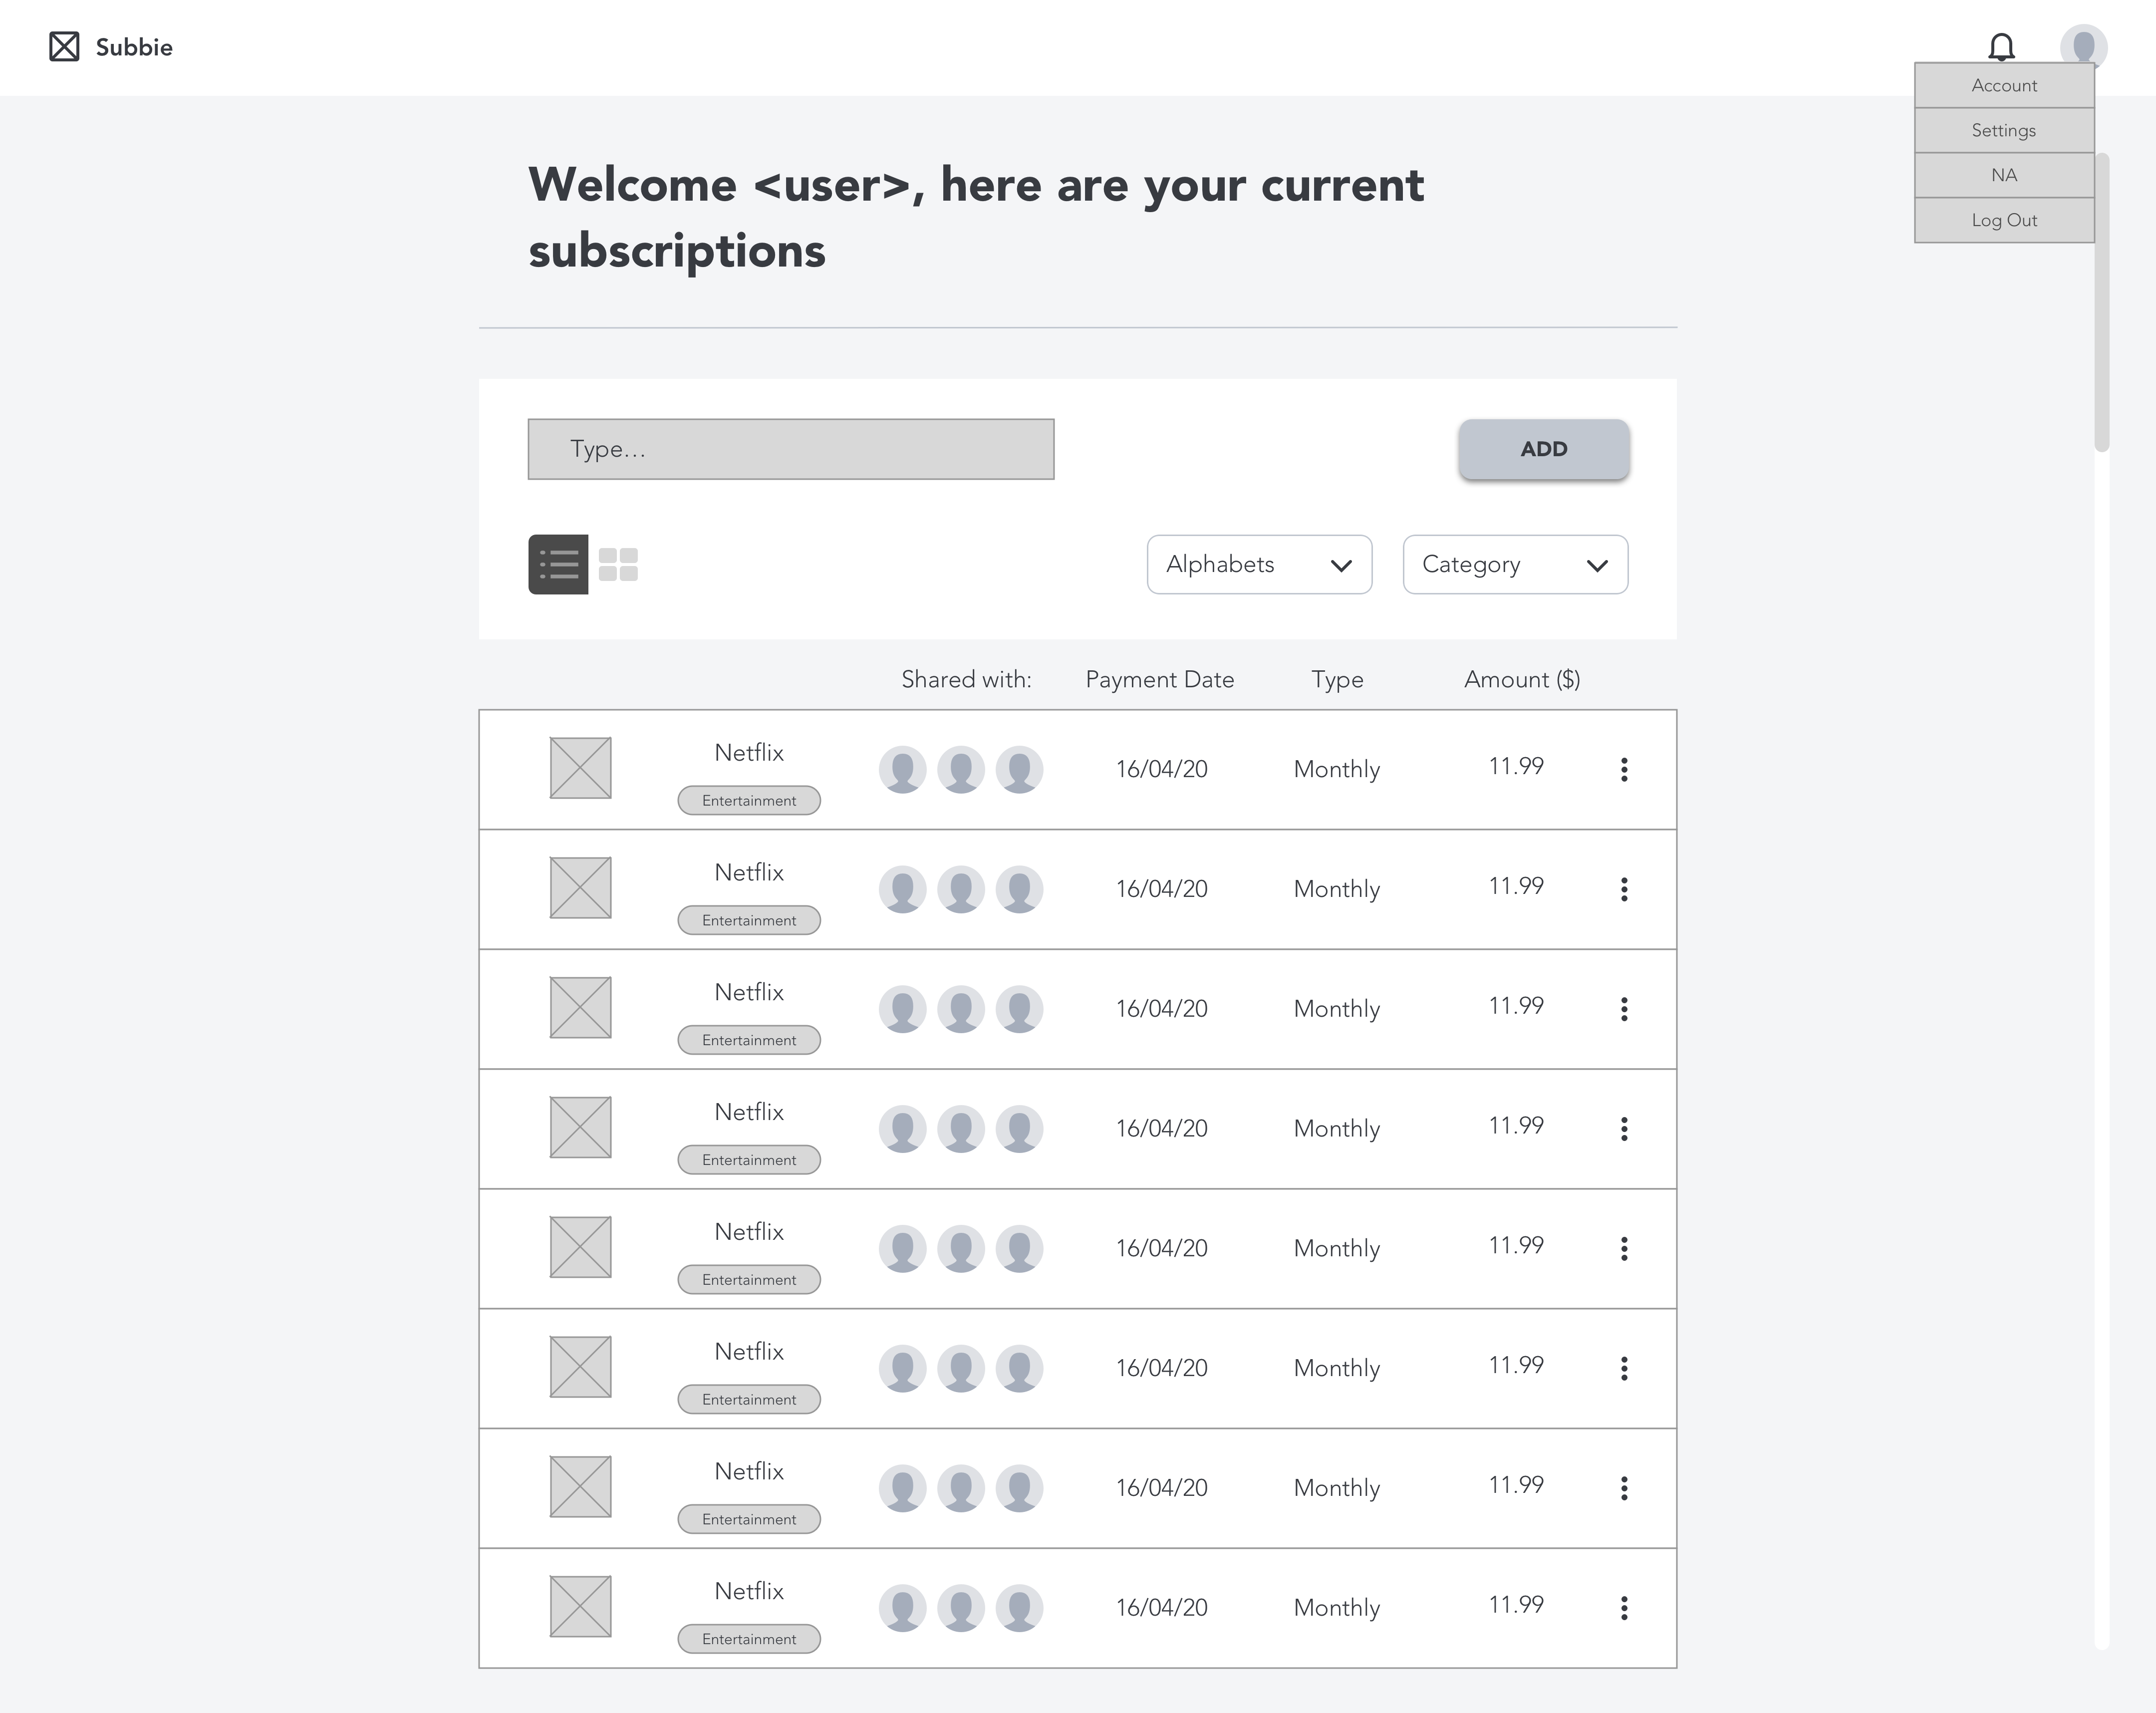 Subbie
Account
Settings
NA
Log Out
Welcome <user>, here are your current
subscriptions
Type...
ADD
Alphabets
Category
Shared with: Payment Date Type Amount ($)
Netflix
Entertainment
16/04/20 Monthly 11.99
Netflix
Entertainment
16/04/20 Monthly 11.99
Netflix
Entertainment
16/04/20 Monthly 11.99
Netflix
Entertainment
16/04/20 Monthly 11.99
Netflix
Entertainment
16/04/20 Monthly 11.99
Netflix
Entertainment
16/04/20 Monthly 11.99
Netflix
Entertainment
16/04/20 Monthly 11.99
Netflix
Entertainment
16/04/20 Monthly 11.99